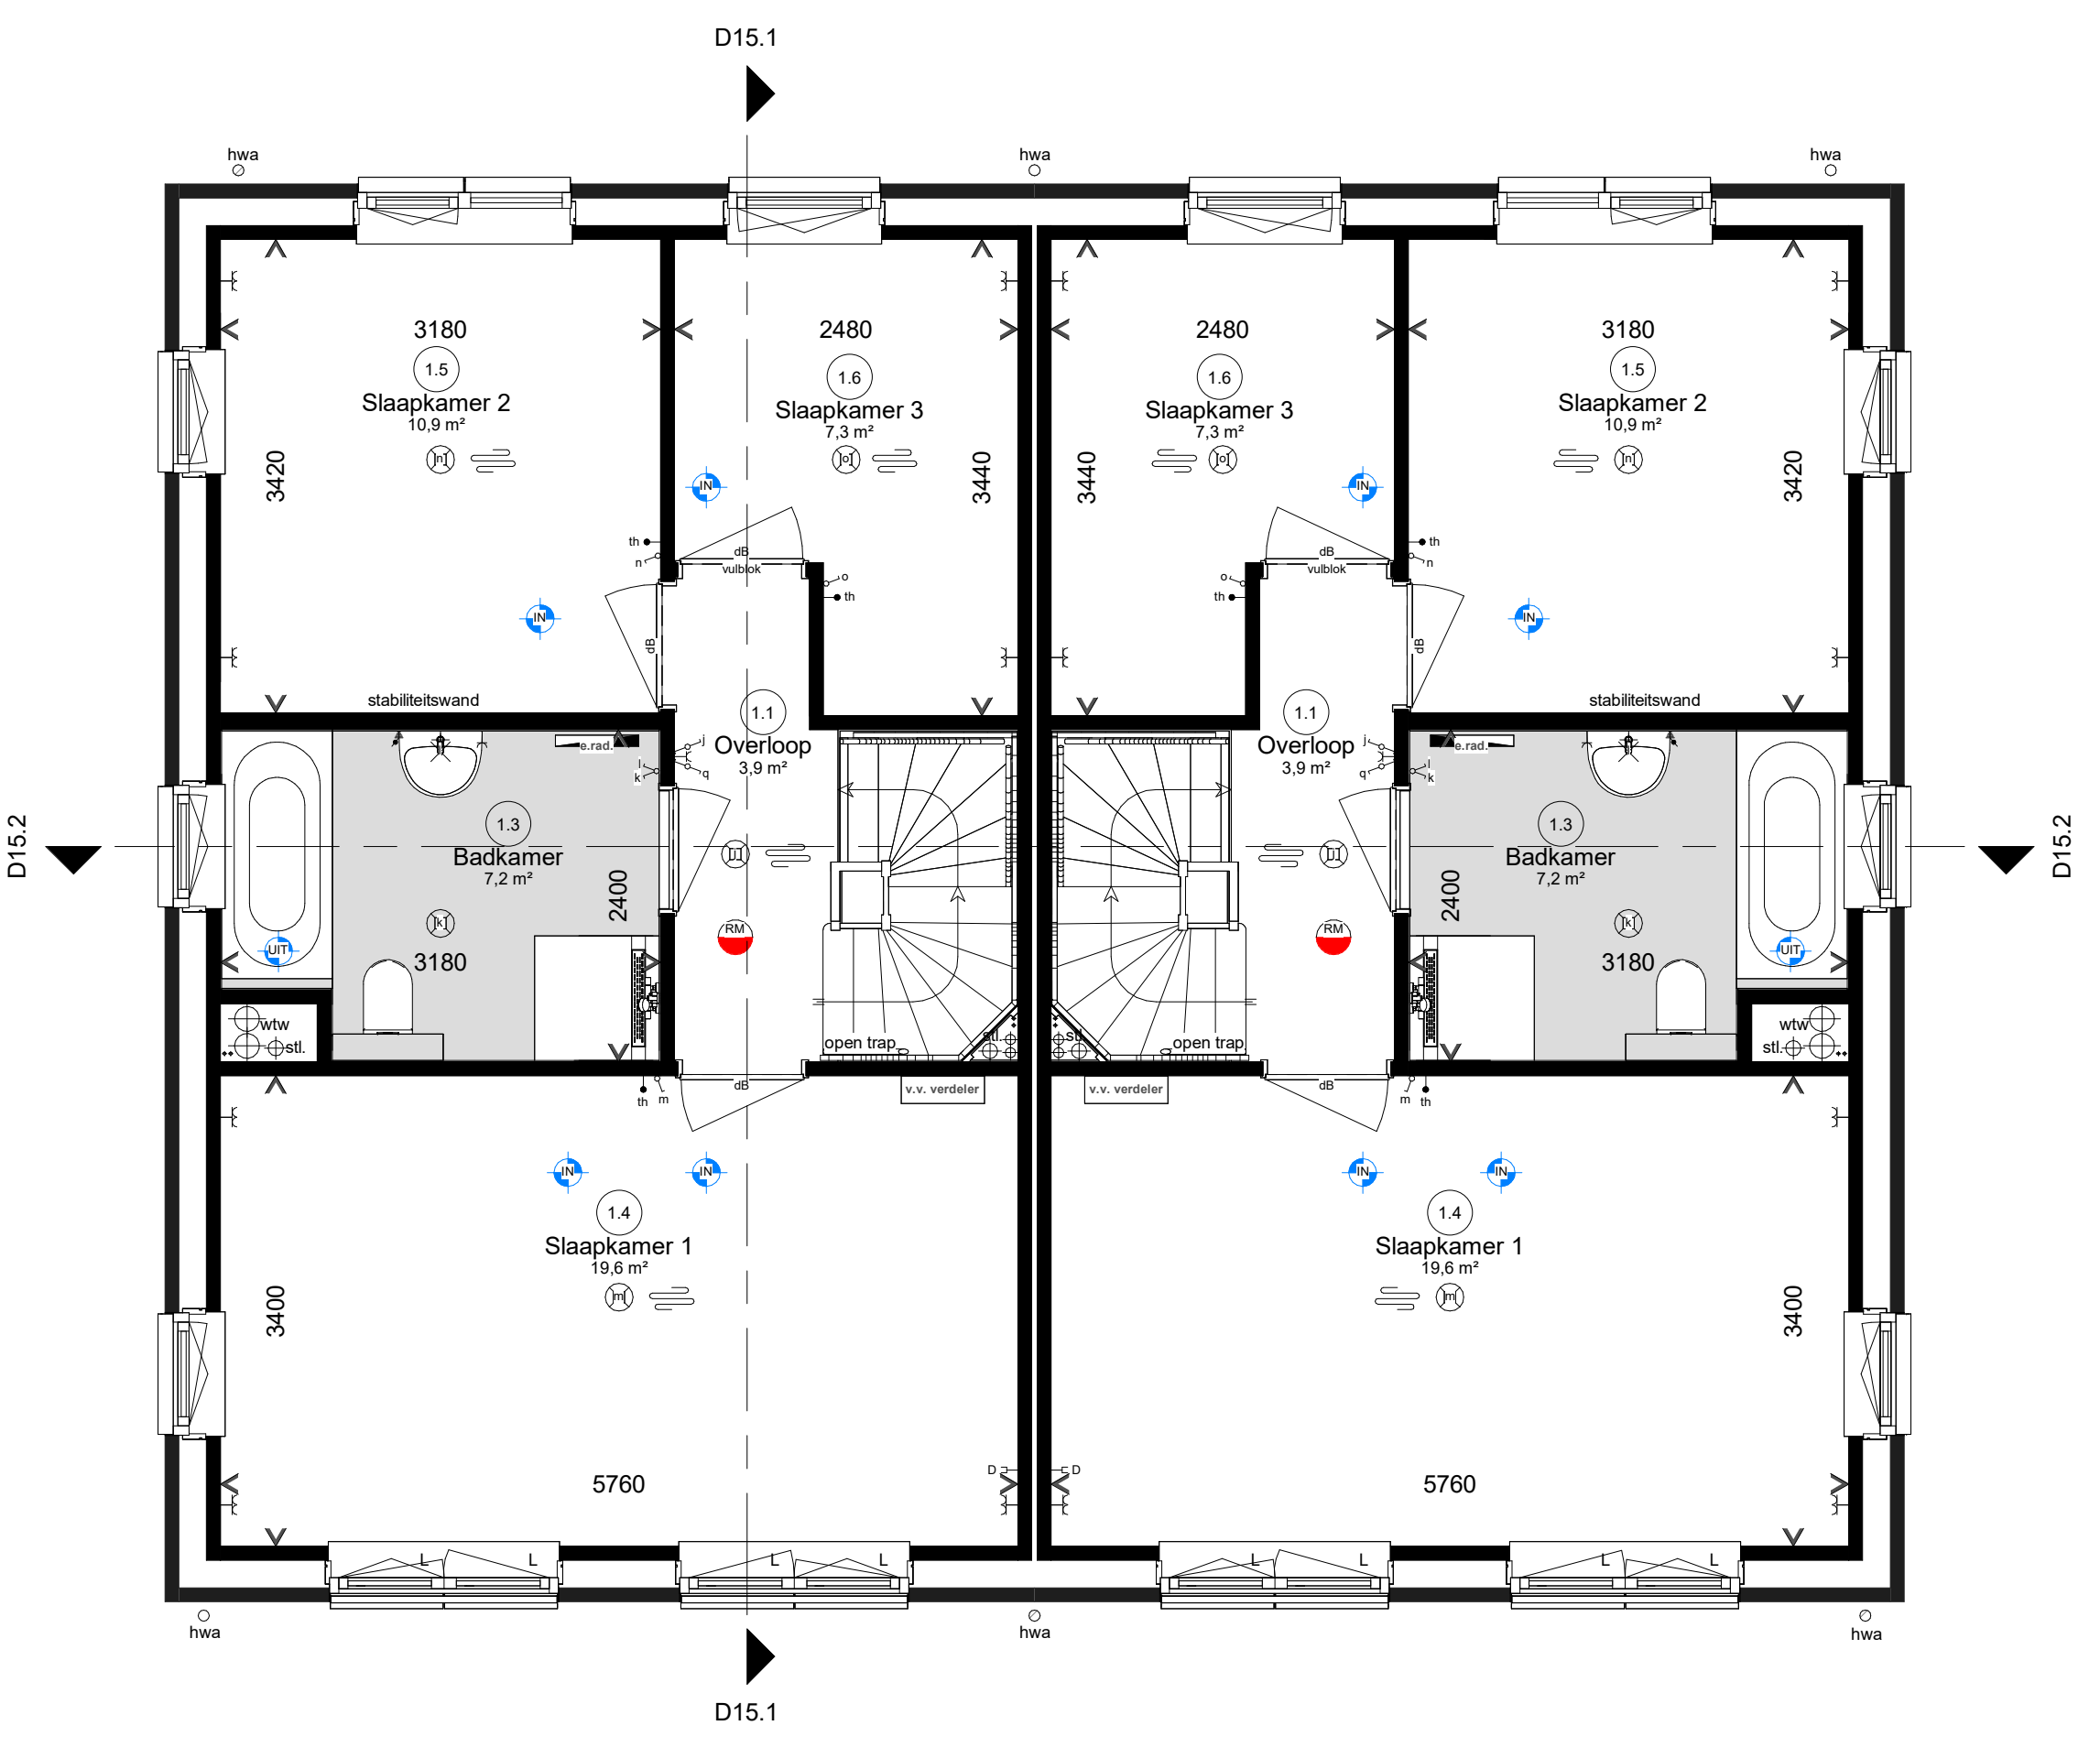 D15.1
hwa hwa hwa
3180 2480 2480 3180
1.5 1.6 1.6 1.5
Slaapkamer 2 Slaapkamer 3 Slaapkamer 3 Slaapkamer 2
10,9 m² 7,3 m² 7,3 m² 10,9 m²
n o o n
3420 3440 3440 3420
IN IN
th dB dB th
n vulblok vulblok n
o o
th th
IN IN
dB dB
stabiliteitswand stabiliteitswand
1.1 1.1
e.rad. j Overloop Overloop j e.rad.
l k q 3,9 m² 3,9 m² q l k
1.3 1.3
D15.2 Badkamer Badkamer D15.2
7,2 m² 7,2 m²
2400 2400
k RM RM k
UIT 3180 3180 UIT
wtw wtw
stl. open trap stl. stl. open trap stl.
th m dB v.v. verdeler v.v. verdeler dB m th
IN IN IN IN
1.4 1.4
Slaapkamer 1 Slaapkamer 1
19,6 m² 19,6 m²
m m
3400 3400
D D
5760 5760
L L L L L L L L
hwa hwa hwa
D15.1